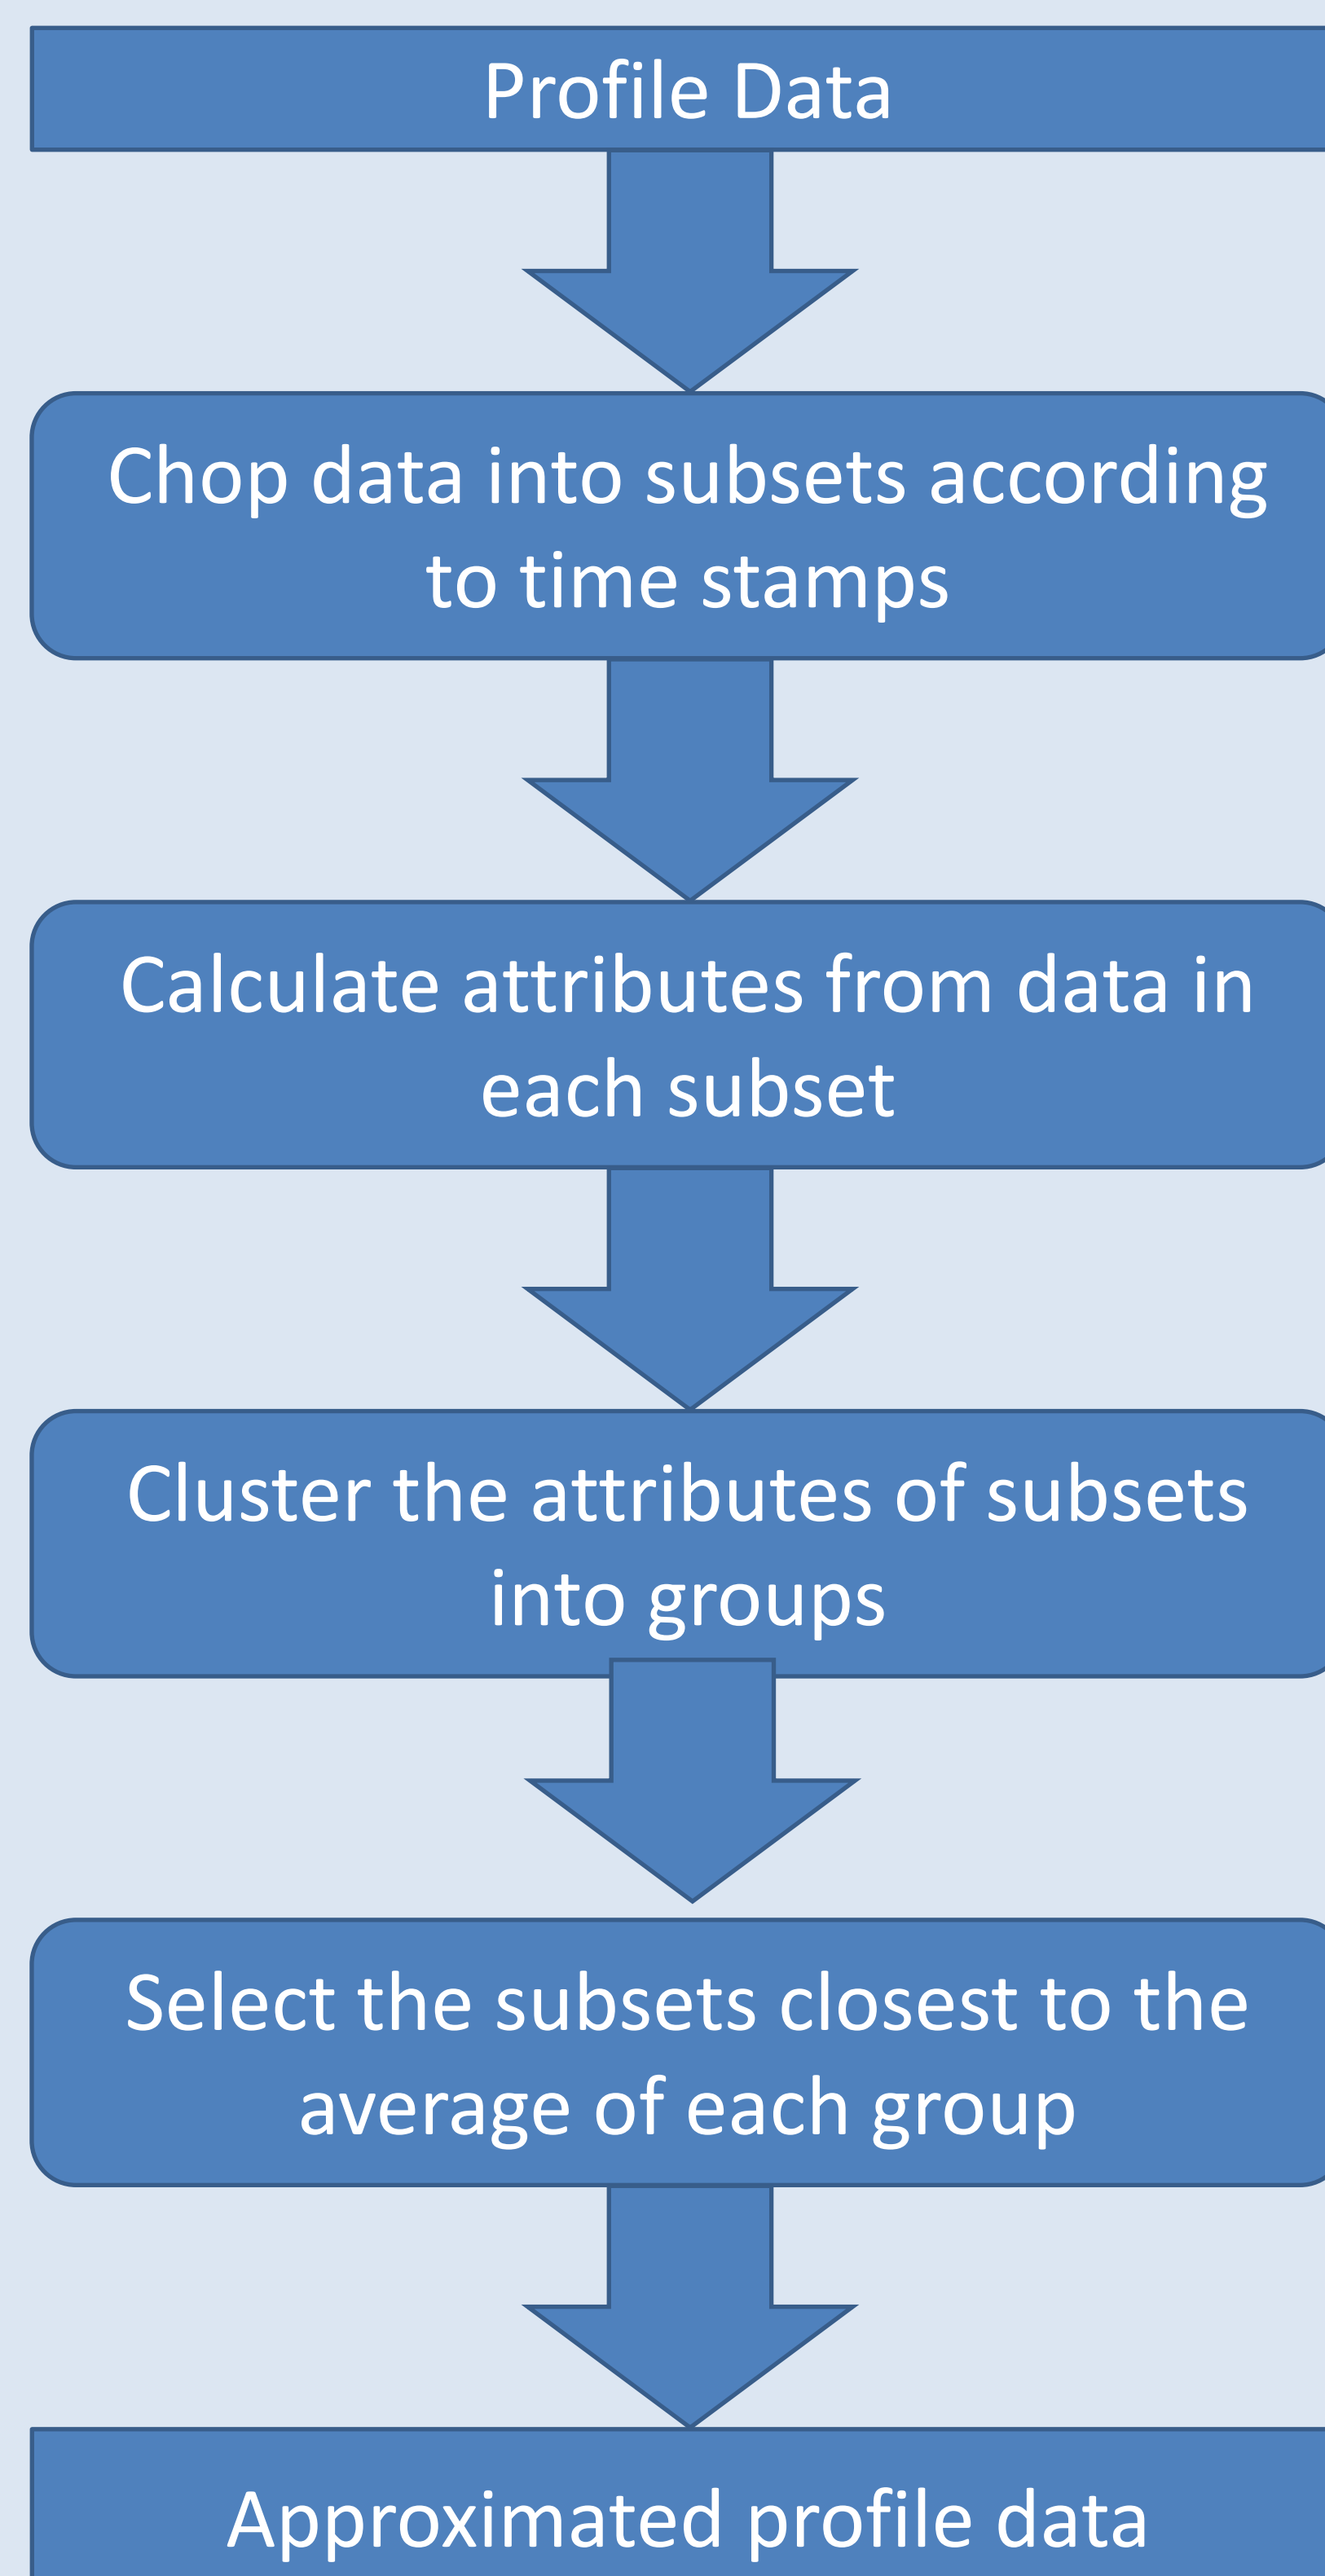 Profile Data
Chop data into subsets according
to time stamps
Calculate attributes from data in
each subset
Cluster the attributes of subsets
into groups
Select the subsets closest to the
average of each group
Approximated profile data